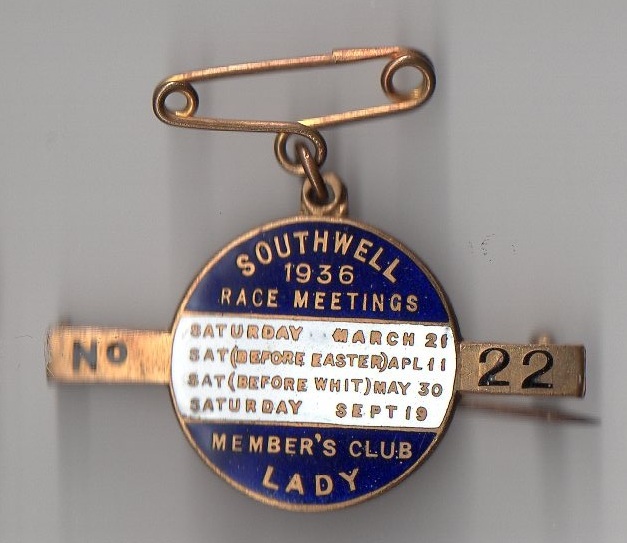 SOUTHWELL
1936
RACE MEETINGS
SATURDAY MARCH 21
SAT(BEFORE EASTER)APL 11
SAT(BEFORE WHIT)MAY 30
SATURDAY SEPT 19
No 22
MEMBER'S CLUB
LADY